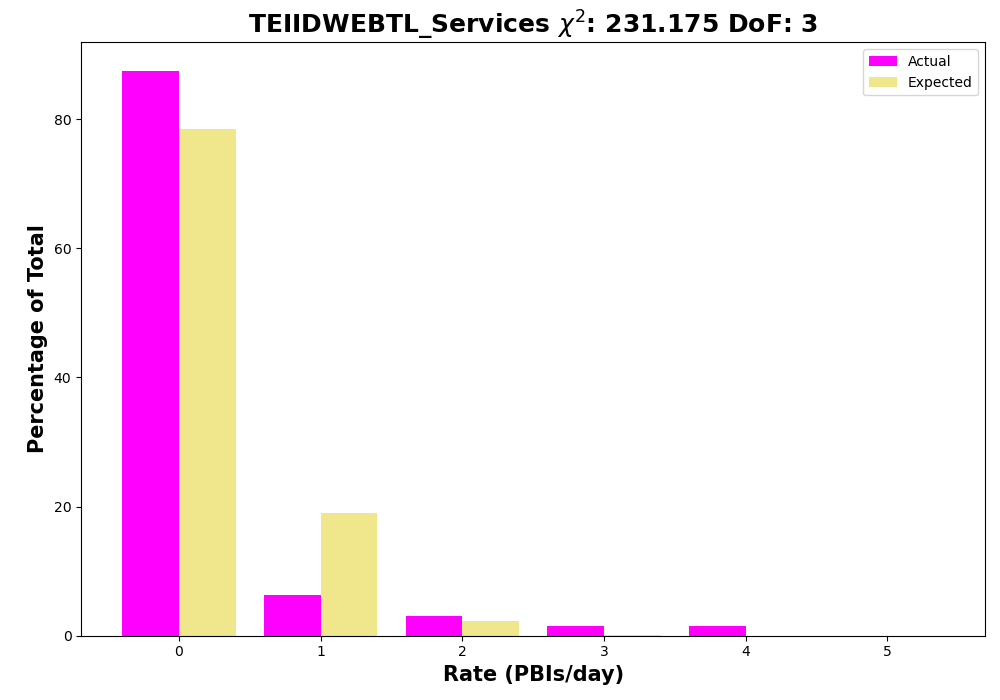 TEIIDWEBTL_Services χ²: 231.175 DoF: 3
Actual
Expected
Percentage of Total
80
60
40
20
0
0 1 2 3 4 5
Rate (PBIs/day)